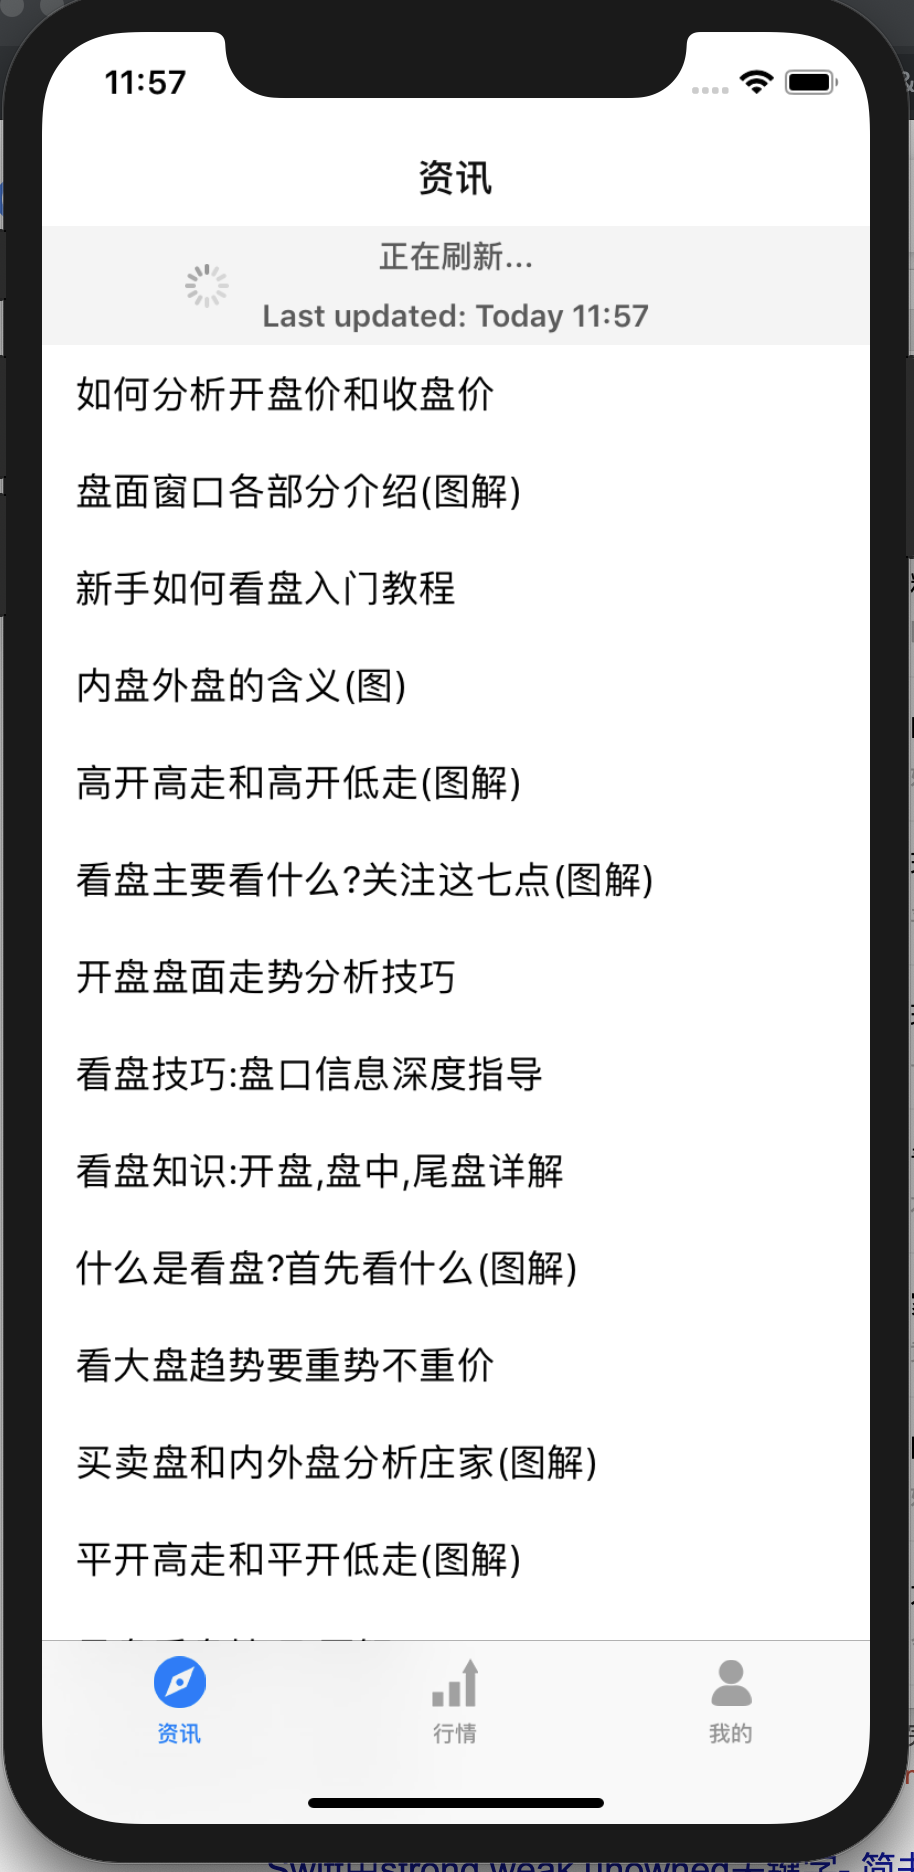 11:57
资讯
正在刷新...
Last updated: Today 11:57
如何分析开盘价和收盘价
盘面窗口各部分介绍(图解)
新手如何看盘入门教程
内盘外盘的含义(图)
高开高走和高开低走(图解)
看盘主要看什么?关注这七点(图解)
开盘盘面走势分析技巧
看盘技巧:盘口信息深度指导
看盘知识:开盘,盘中,尾盘详解
什么是看盘?首先看什么(图解)
看大盘趋势要重势不重价
买卖盘和内外盘分析庄家(图解)
平开高走和平开低走(图解)
资讯
行情
我的